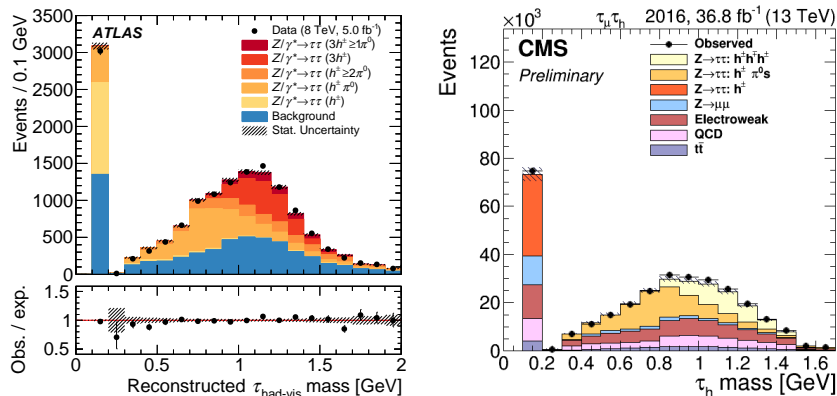 ATLAS
Data (8 TeV, 5.0 fb⁻¹)
Z/γ*→ττ (3h±≥1π⁰)
Z/γ*→ττ (3h±)
Z/γ*→ττ (h±≥2π⁰)
Z/γ*→ττ (h± π⁰)
Z/γ*→ττ (h±)
Background
Stat. Uncertainty
Events / 0.1 GeV
3500
3000
2500
2000
1500
1000
500
0
Obs. / exp.
1.5
1
0.5
0 0.5 1 1.5 2
Reconstructed τhad-vis mass [GeV]
×10³ τμτh 2016, 36.8 fb⁻¹ (13 TeV)
CMS
Preliminary
Observed
Z→ττ: h±h∓h±
Z→ττ: h± π⁰s
Z→ττ: h±
Z→μμ
Electroweak
QCD
tt̄
Events
120
100
80
60
40
20
0
0.0 0.2 0.4 0.6 0.8 1.0 1.2 1.4 1.6
τh mass [GeV]